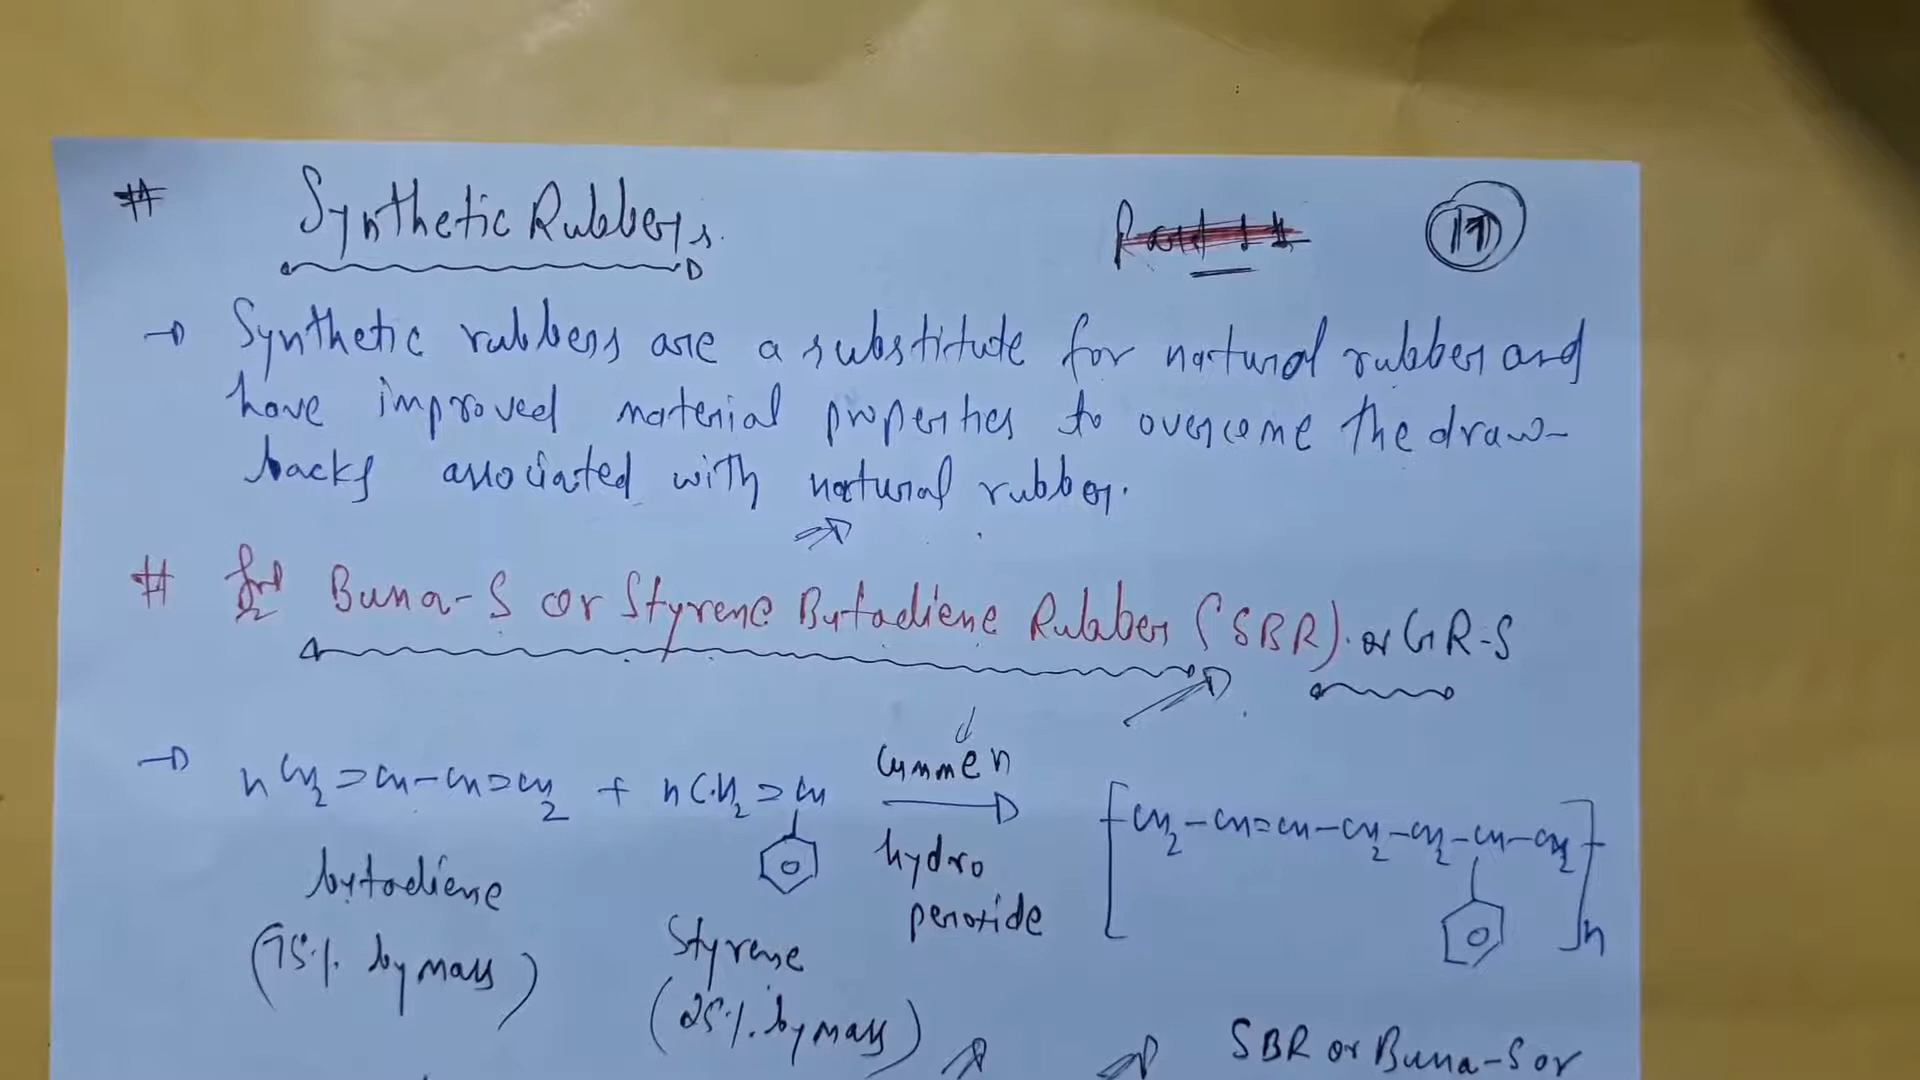 # Synthetic Rubbers. 17
→ Synthetic rubbers are a substitute for natural rubber and
have improved material properties to overcome the draw-
backs associated with natural rubber.
# Buna-S or Styrene Butadiene Rubber (SBR). or GR-S
→ nCH2=CH-CH=CH2 + nCH2=CH cummen hydro peroxide [CH2-CH=CH-CH2-CH2-CH-CH2]n
butadiene
(75%. by mass)
Styrene
(25%. by mass)
SBR or Buna-S or